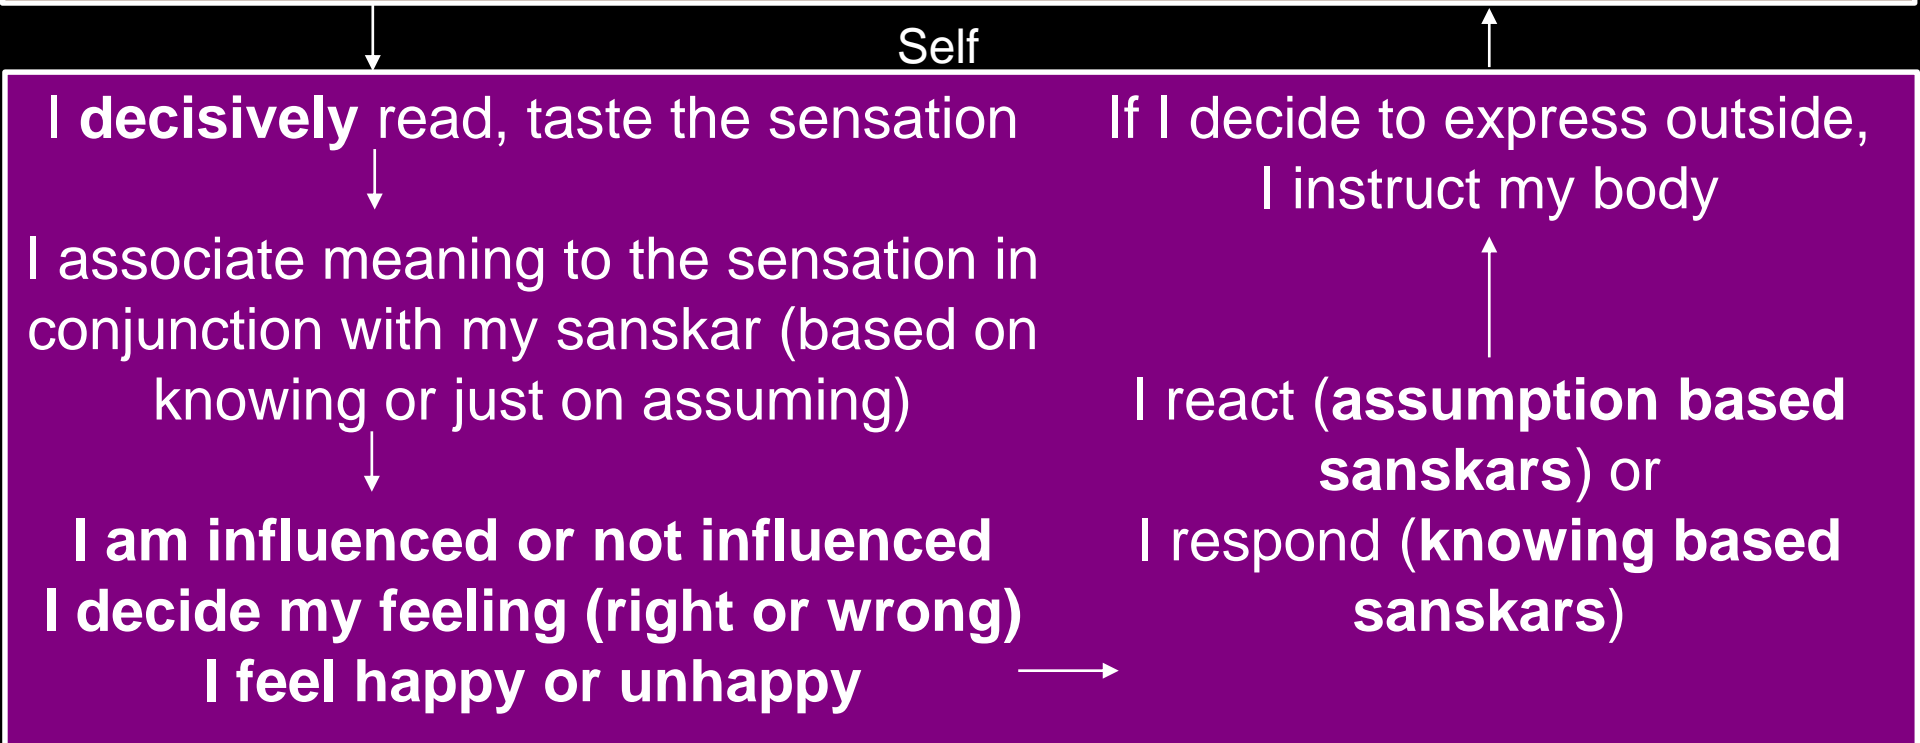 Self
I decisively read, taste the sensation
I associate meaning to the sensation in
conjunction with my sanskar (based on
knowing or just on assuming)
I am influenced or not influenced
I decide my feeling (right or wrong)
I feel happy or unhappy
I react (assumption based
sanskars) or
I respond (knowing based
sanskars)
If I decide to express outside,
I instruct my body